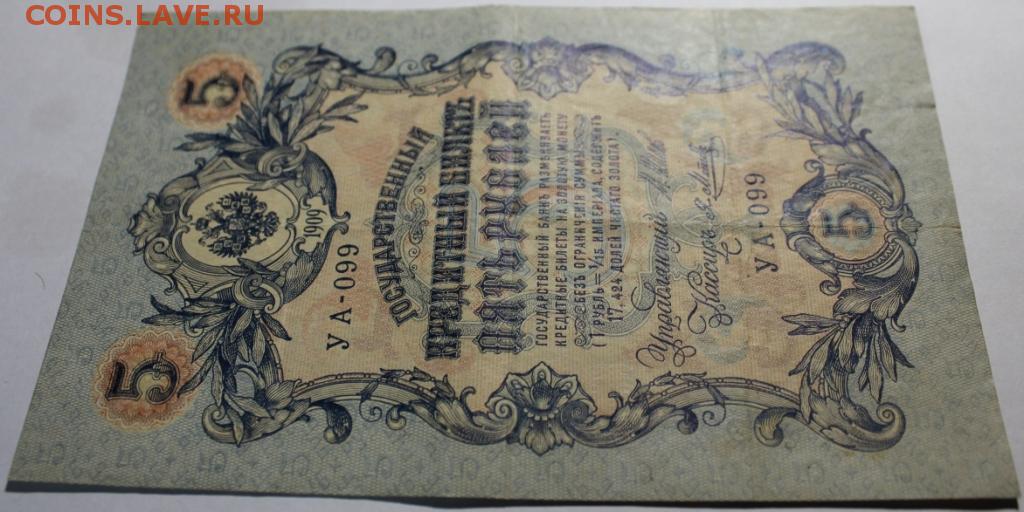 COINS.LAVE.РУ
5 5
1909
УА-099
ГОСУДАРСТВЕННЫЙ
КРЕДИТНЫЙ БИЛЕТЪ
ПЯТЬ РУБЛЕЙ
ГОСУДАРСТВЕННЫЙ БАНКЪ РАЗМѢНИВАЕТЪ
КРЕДИТНЫЕ БИЛЕТЫ НА ЗОЛОТУЮ МОНЕТУ
БЕЗЪ ОГРАНИЧЕНІЯ СУММЫ
(1 РУБЛЬ = 1/15 ИМПЕРІАЛА, СОДЕРЖИТЪ
17,424 ДОЛЕЙ ЧИСТАГО ЗОЛОТА).
Управляющій
Кассиръ
УА-099
5